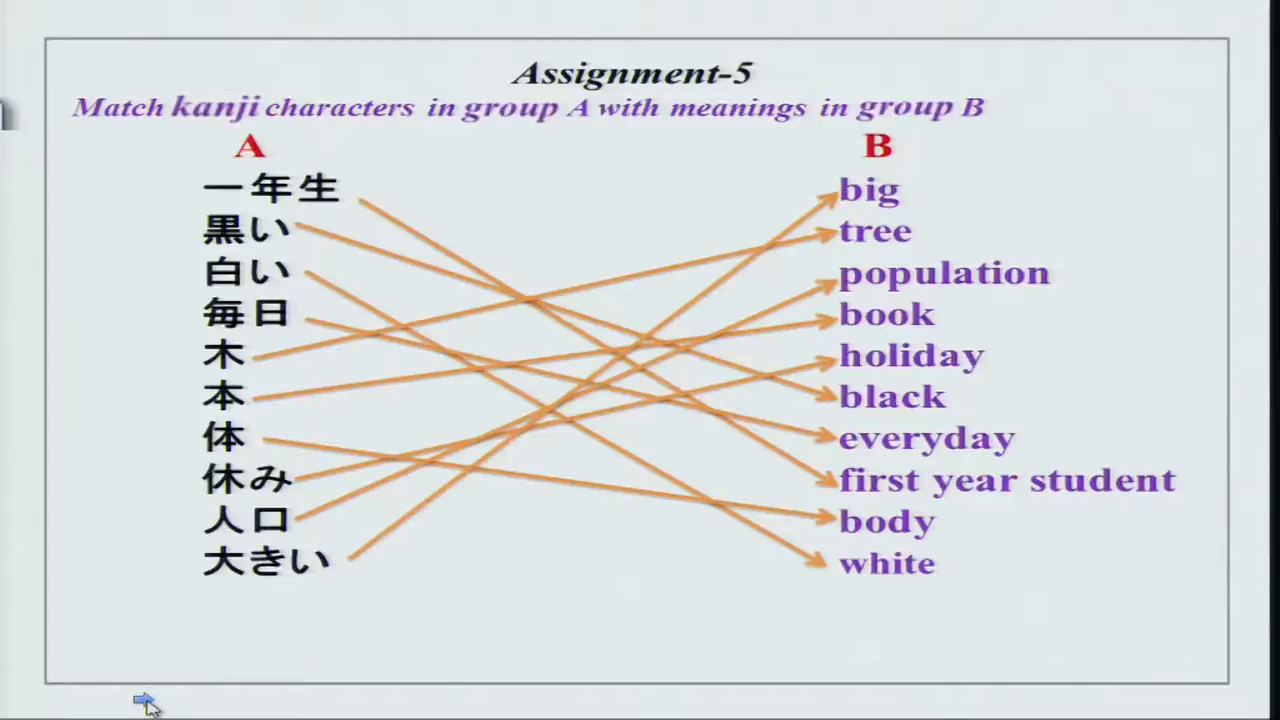 Assignment-5
Match kanji characters in group A with meanings in group B
A B
一年生 big
黒い tree
白い population
毎日 book
木 holiday
本 black
体 everyday
休み first year student
人口 body
大きい white